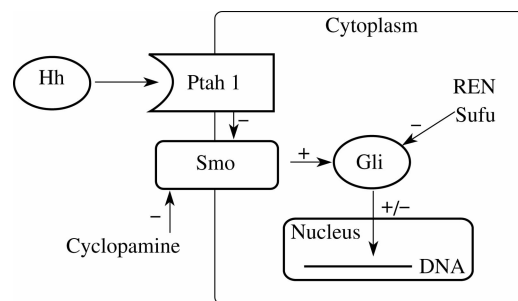 Cytoplasm
Hh
Ptah 1
REN
Sufu
–
–
Smo
+
Gli
–
Cyclopamine
+/–
Nucleus
DNA